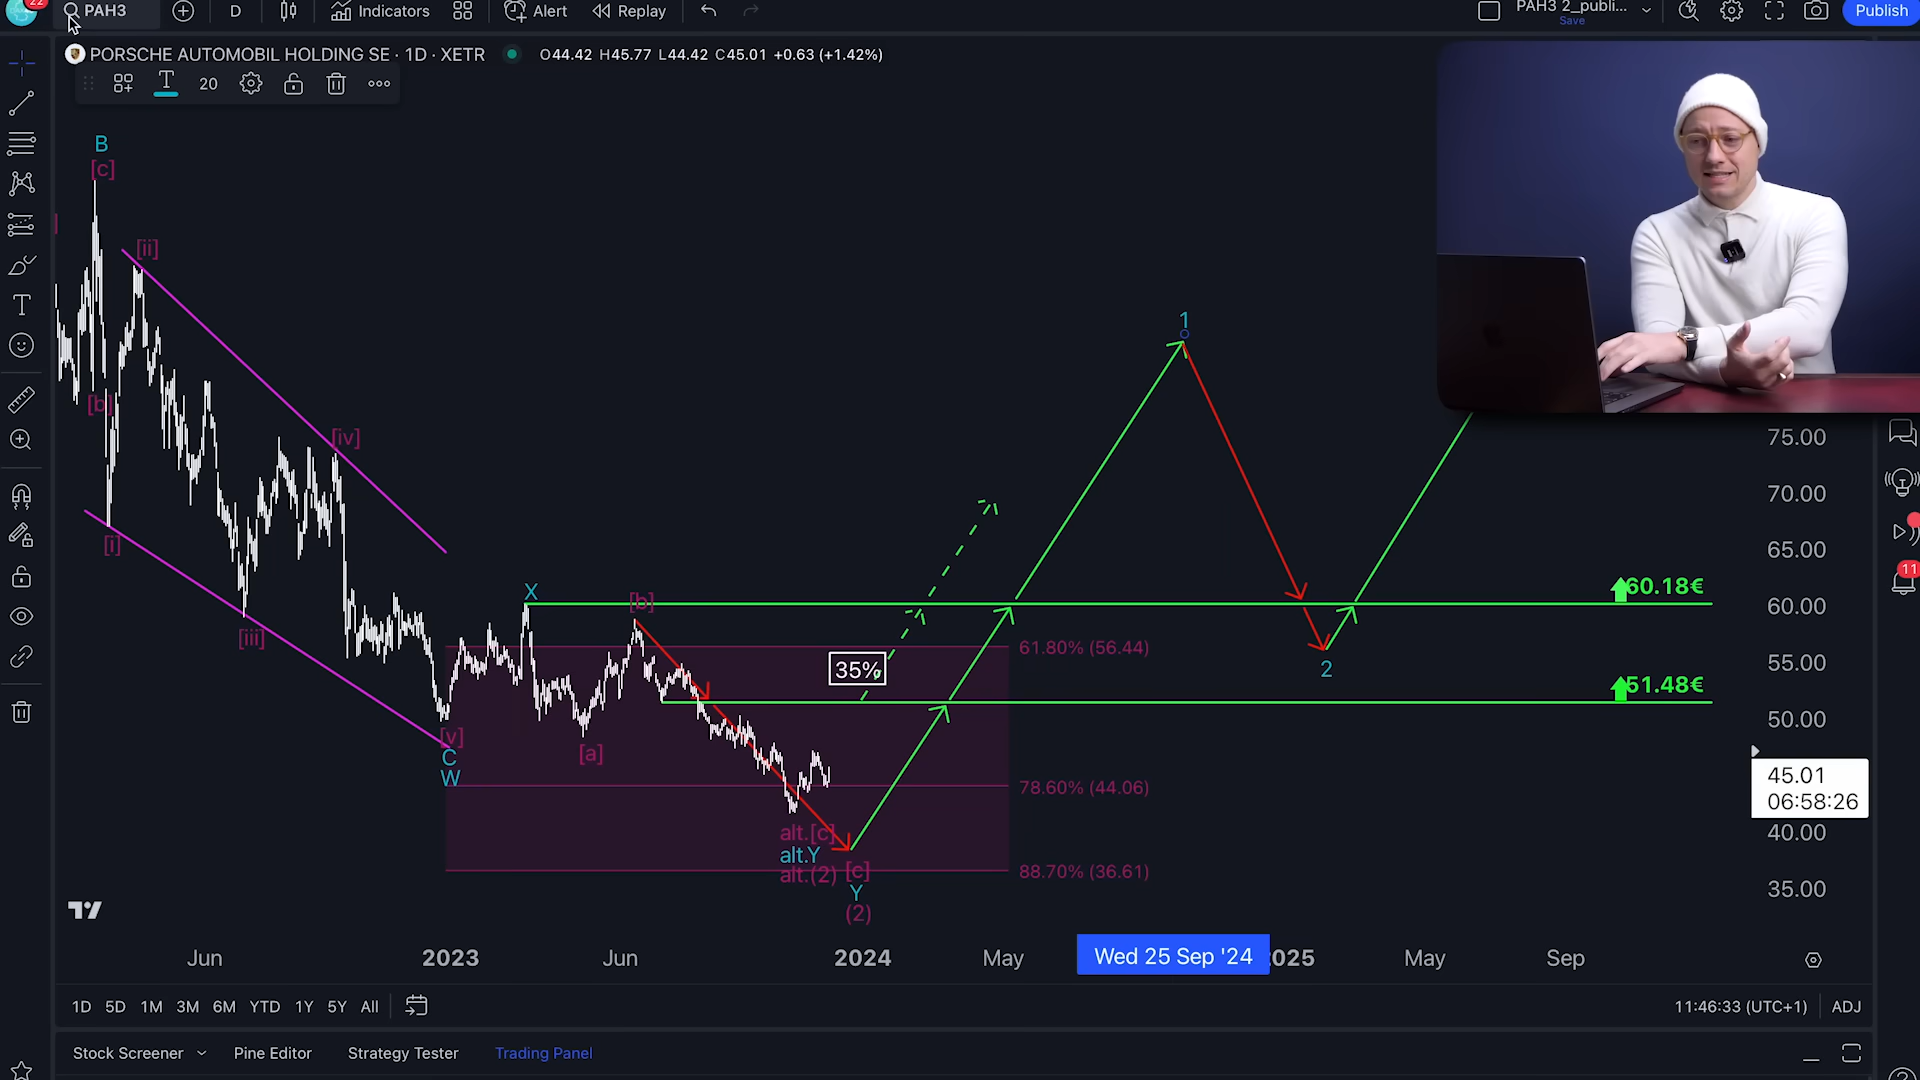 22
PAH3
D
Indicators
Alert
Replay
PAH3 2_publi...
Save
Publish
PORSCHE AUTOMOBIL HOLDING SE · 1D · XETR
O44.42 H45.77 L44.42 C45.01 +0.63 (+1.42%)
T
20
B
[c]
[ii]
1
[b]
[iv]
75.00
70.00
[i]
65.00
60.18€
X
[b]
60.00
[iii]
61.80% (56.44)
55.00
35%
2
51.48€
50.00
[v]
[a]
C
W
78.60% (44.06)
45.01
06:58:26
alt.[c]
40.00
alt.Y
alt.(2)
[c]
88.70% (36.61)
Y
35.00
(2)
11
Jun
2023
Jun
2024
May
Wed 25 Sep '24
2025
May
Sep
1D 5D 1M 3M 6M YTD 1Y 5Y All
11:46:33 (UTC+1)
ADJ
Stock Screener
Pine Editor
Strategy Tester
Trading Panel